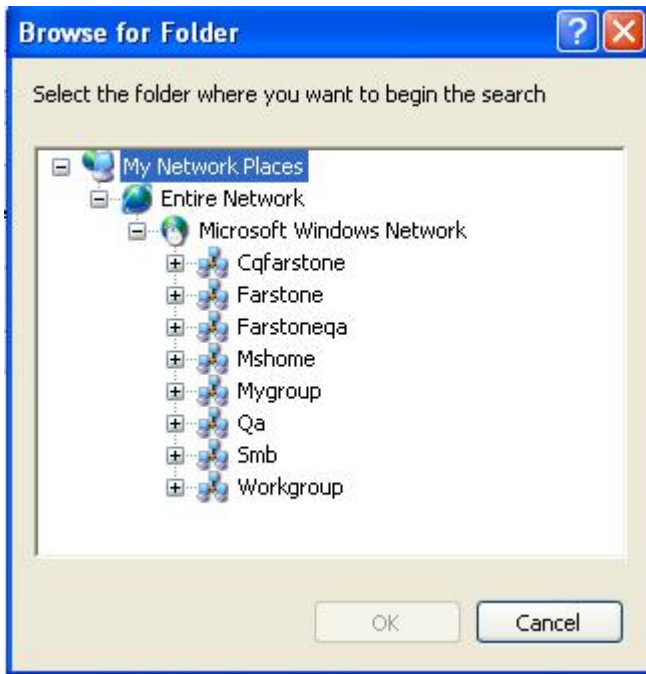 Browse for Folder
Select the folder where you want to begin the search
My Network Places
Entire Network
Microsoft Windows Network
Cqfarstone
Farstone
Farstoneqa
Mshome
Mygroup
Qa
Smb
Workgroup
OK Cancel